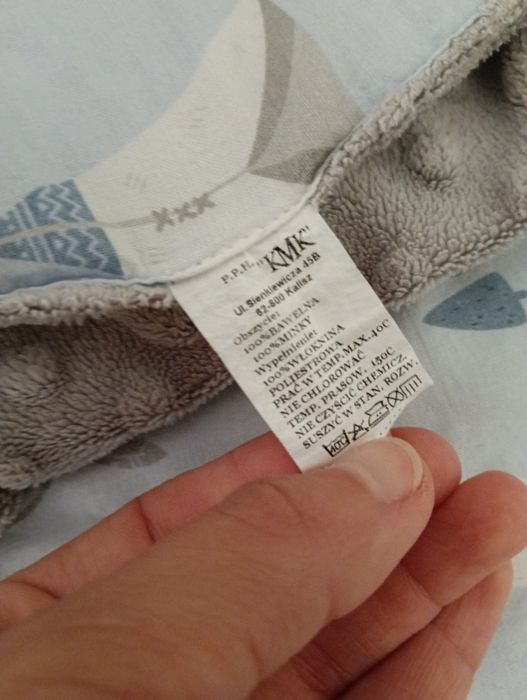 P.P.H. "KMK"
Ul.Sienkiewicza 45B
62-800 Kalisz
Obszycie:
100%BAWEŁNA
100%MINKY
Wypełnienie:
100%WŁÓKNINA
POLIESTROWA
PRAĆ W TEMP.MAX.40C
NIE CHLOROWAĆ
TEMP. PRASOW. 150C
NIE CZYŚCIĆ CHEMICZ.
SUSZYĆ W STAN. ROZW.
40C